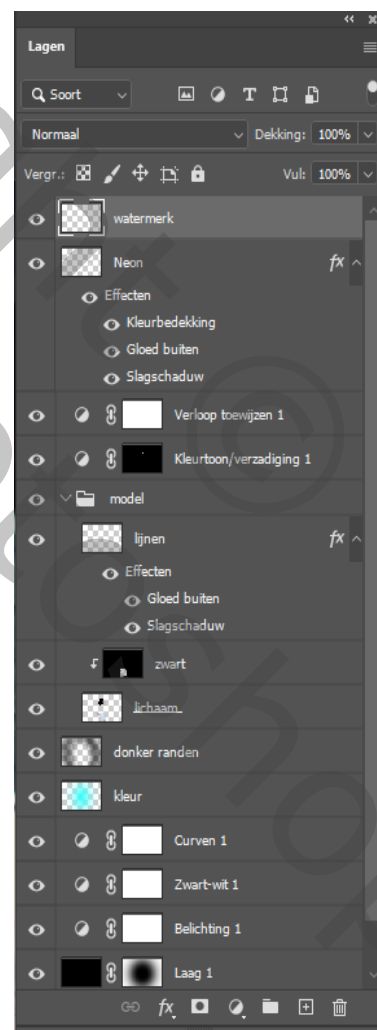 Lagen
Soort
Normaal Dekking: 100%
Vergr.: Vul: 100%
watermerk
Neon fx
Effecten
Kleurbedekking
Gloed buiten
Slagschaduw
Verloop toewijzen 1
Kleurtoon/verzadiging 1
model
lijnen fx
Effecten
Gloed buiten
Slagschaduw
zwart
lichaam
donker randen
kleur
Curven 1
Zwart-wit 1
Belichting 1
Laag 1
fx